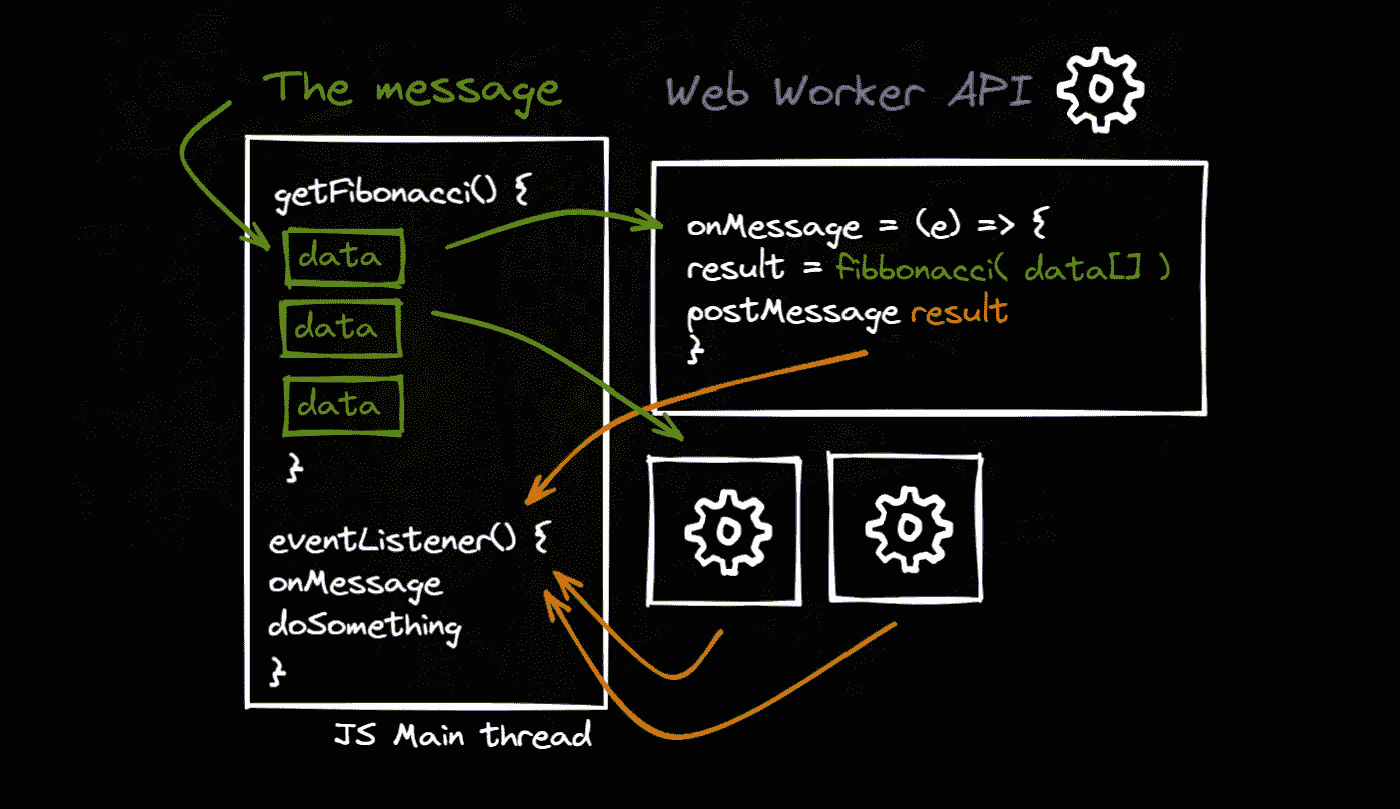 The message
getFibonacci() {
data
data
data
}
eventListener() {
onMessage
doSomething
}
JS Main thread
Web Worker API
onMessage = (e) => {
result = fibbonacci( data[] )
postMessage result
}